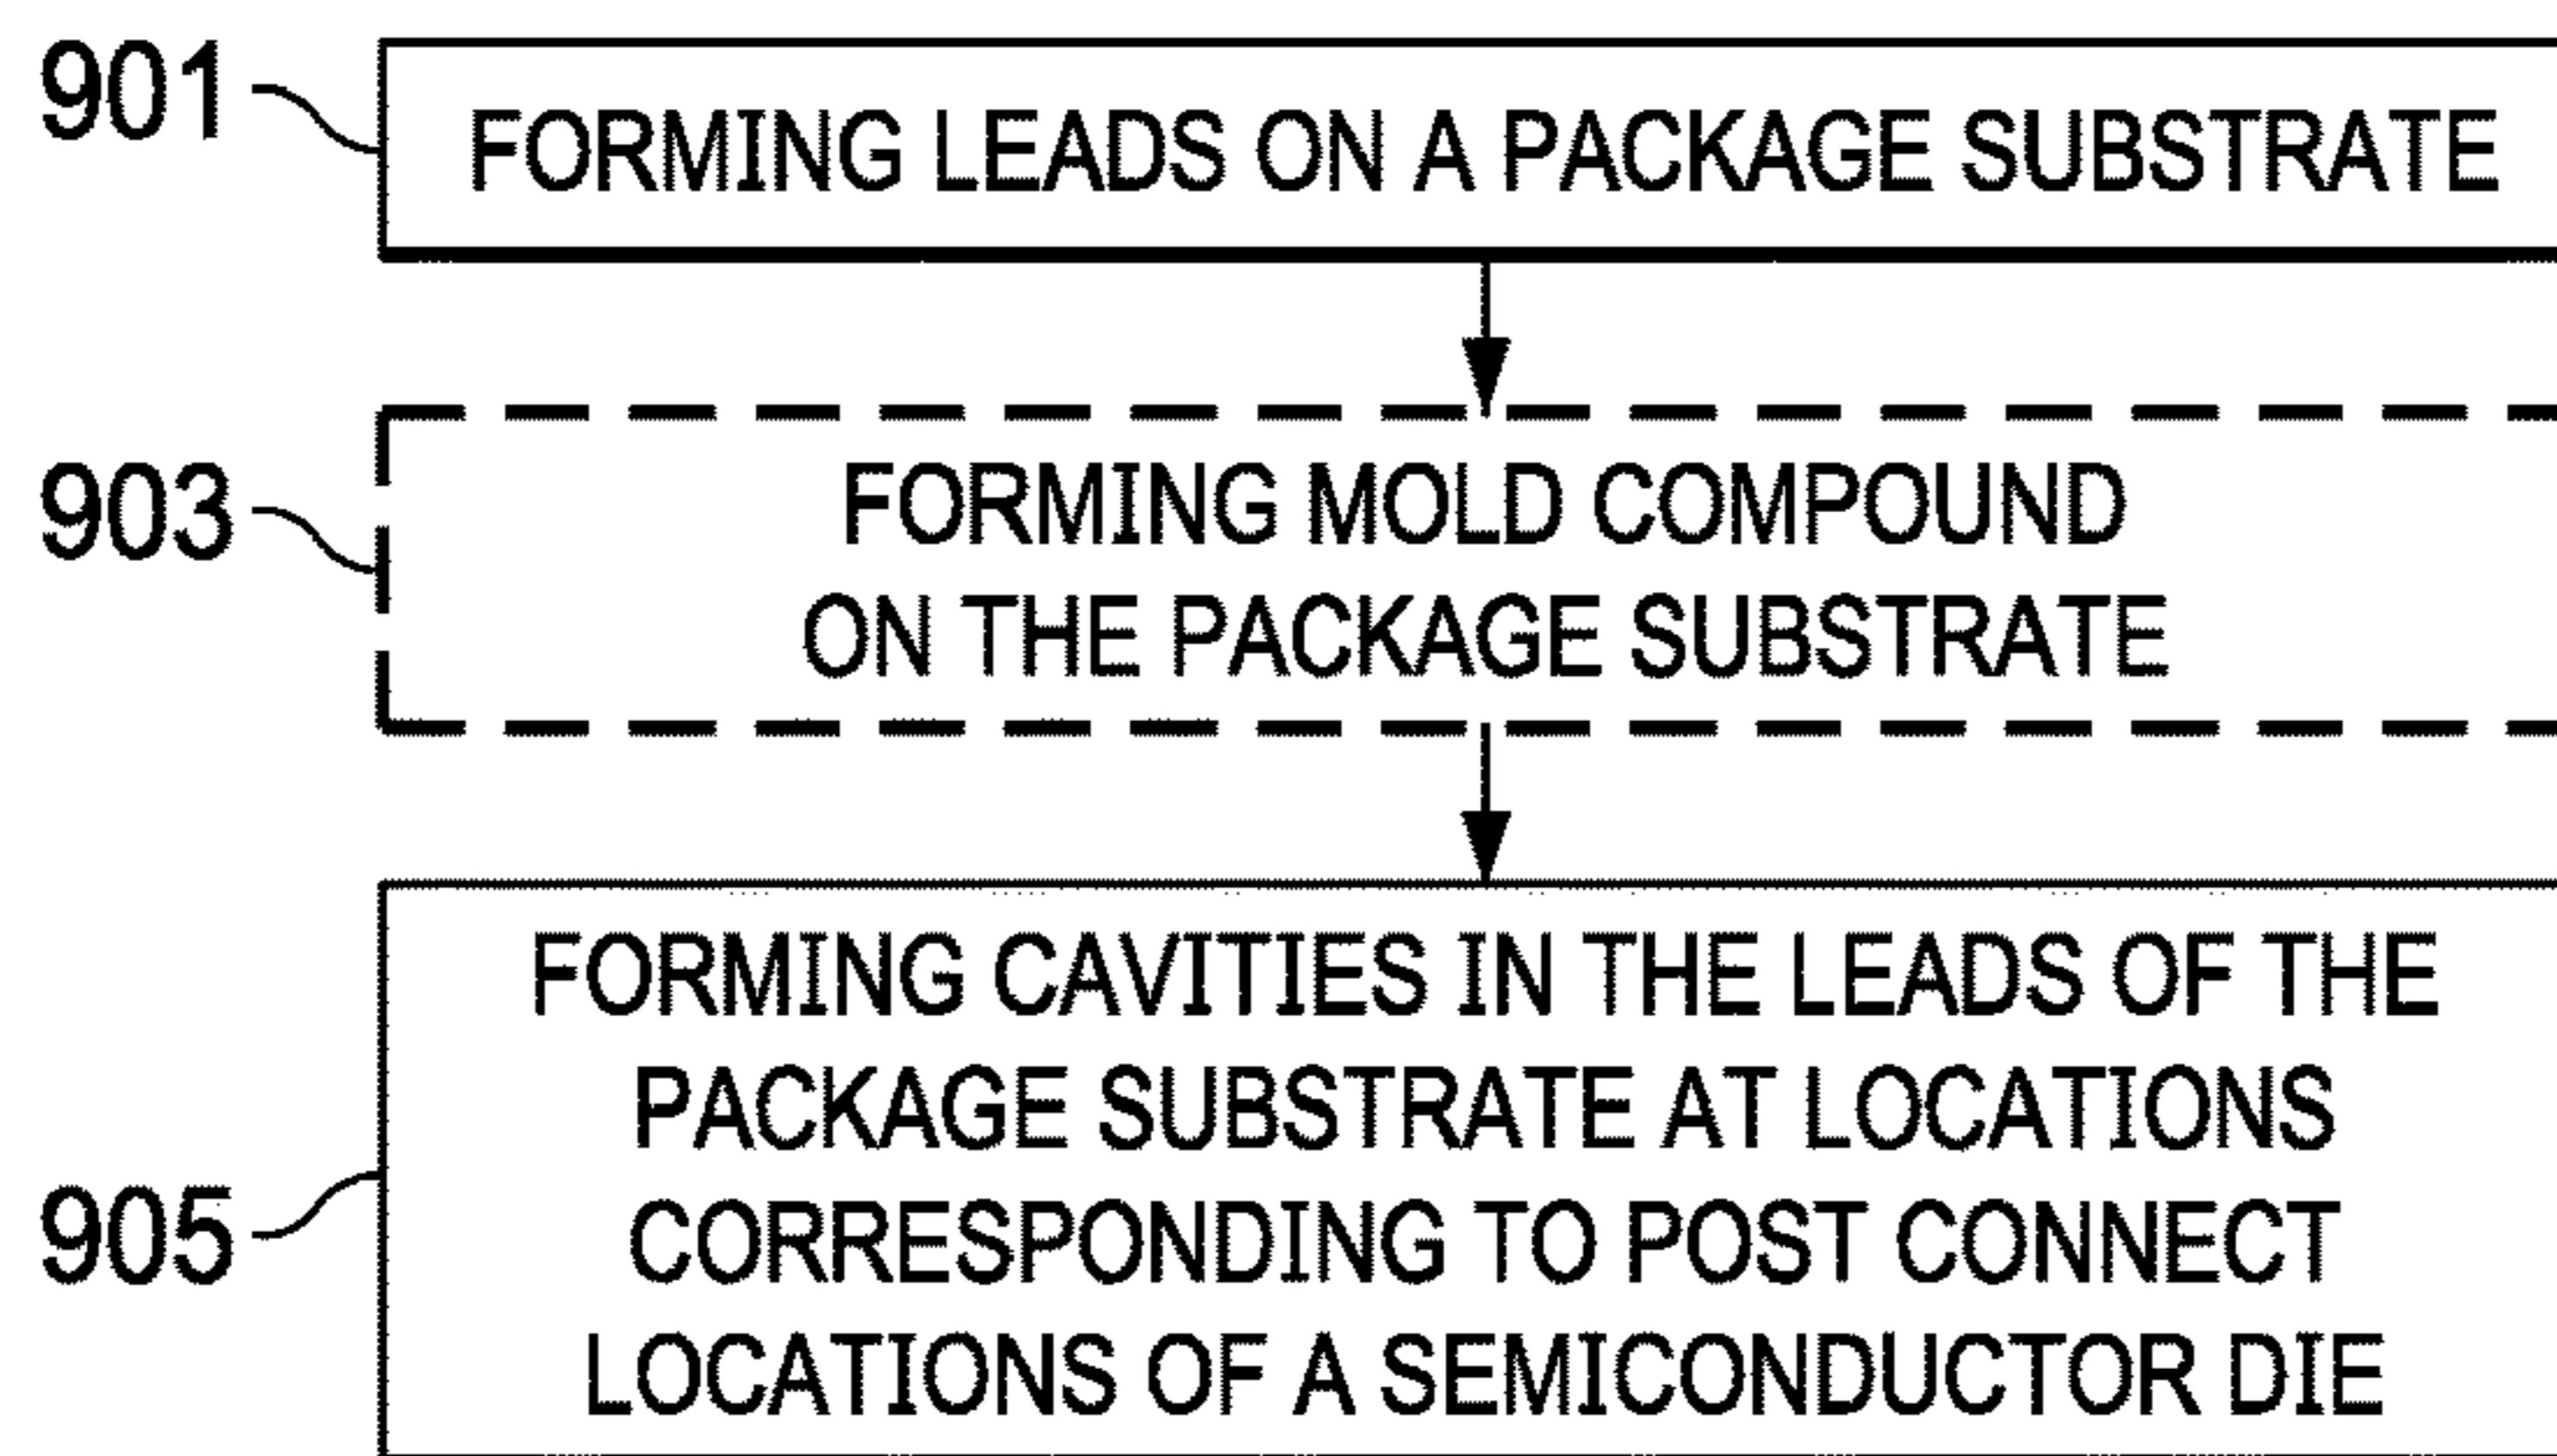 901
FORMING LEADS ON A PACKAGE SUBSTRATE
903
FORMING MOLD COMPOUND
ON THE PACKAGE SUBSTRATE
905
FORMING CAVITIES IN THE LEADS OF THE
PACKAGE SUBSTRATE AT LOCATIONS
CORRESPONDING TO POST CONNECT
LOCATIONS OF A SEMICONDUCTOR DIE